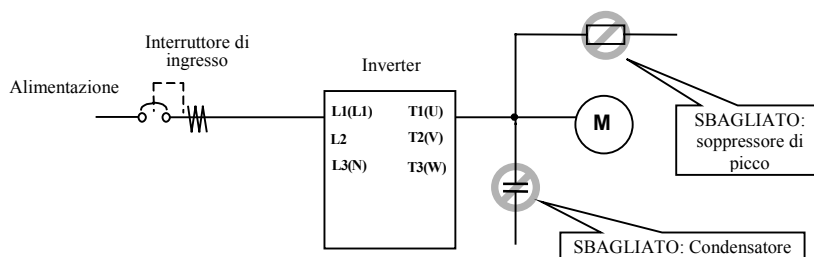 Interruttore di
ingresso
Inverter
Alimentazione
L1(L1) T1(U)
L2 T2(V)
L3(N) T3(W)
M
SBAGLIATO:
soppressore di
picco
SBAGLIATO: Condensatore